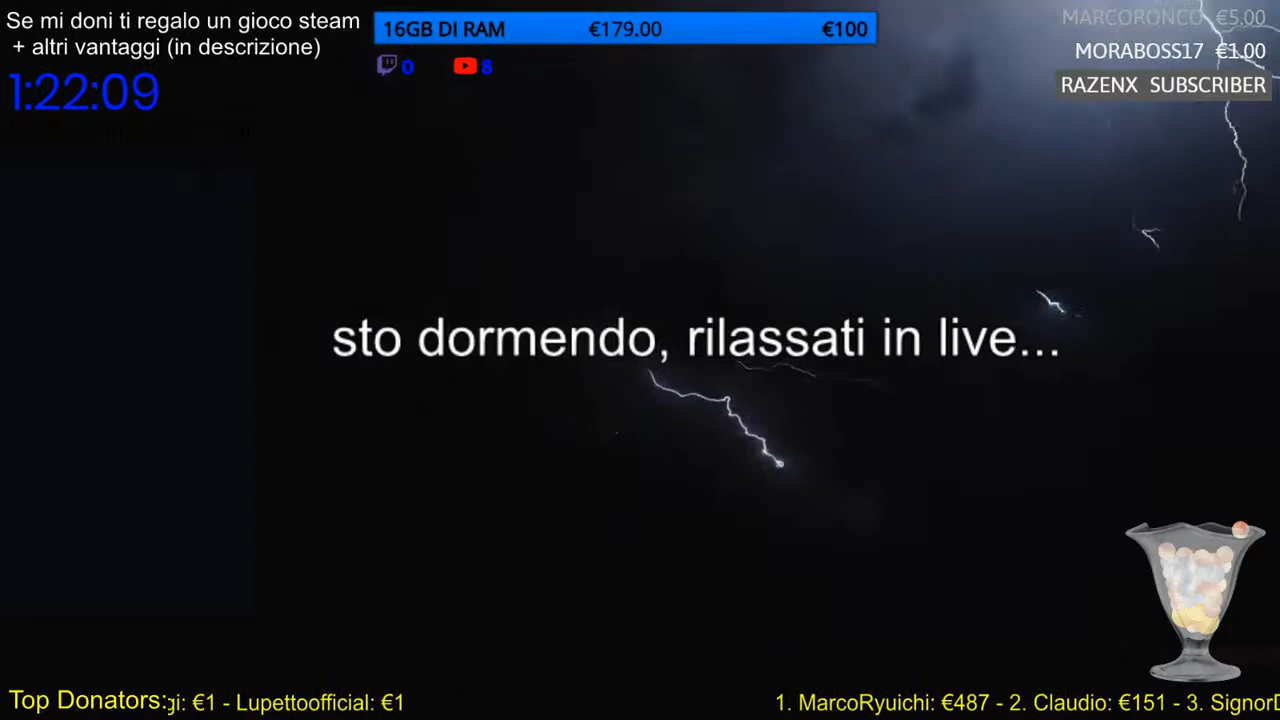 Se mi doni ti regalo un gioco steam
+ altri vantaggi (in descrizione)
1:22:09
16GB DI RAM €179.00 €100
0 8
MARCORONCO €5.00
MORABOSS17 €1.00
RAZENX SUBSCRIBER
sto dormendo, rilassati in live...
Top Donators: gi: €1 - Lupettoofficial: €1 1. MarcoRyuichi: €487 - 2. Claudio: €151 - 3. Signor